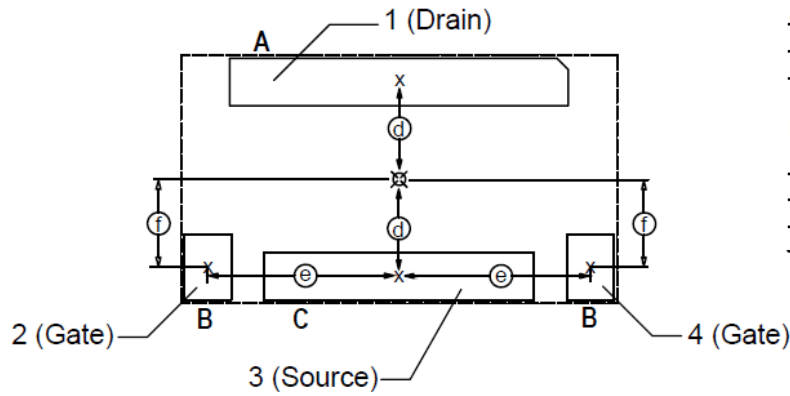 1 (Drain)
A
x
d
f
d
f
x
e
x
e
x
B
C
B
2 (Gate)
4 (Gate)
3 (Source)